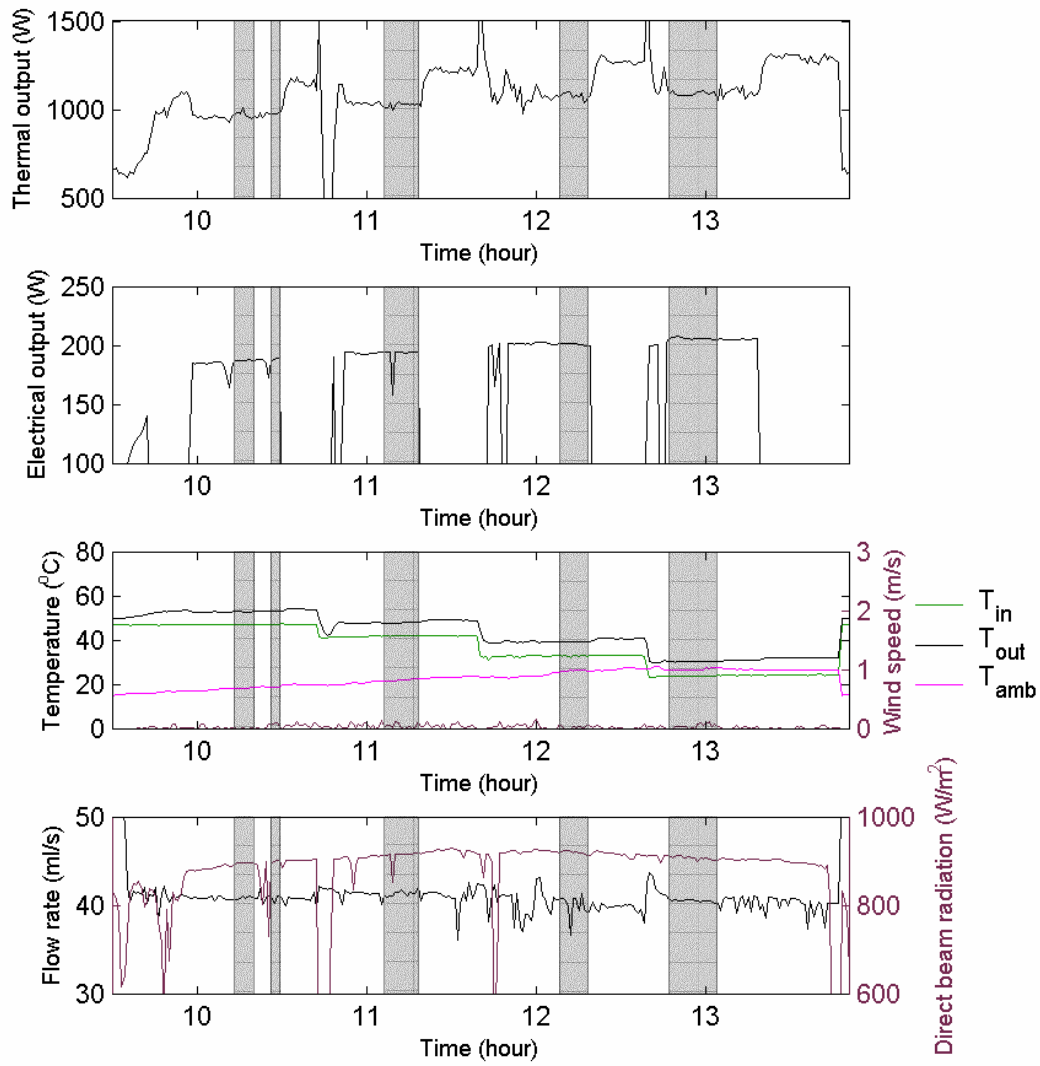 Thermal output (W)
1500
1000
500
10 11 12 13
Time (hour)
Electrical output (W)
250
200
150
100
10 11 12 13
Time (hour)
Temperature (⁰C)
80
60
40
20
0
3
2
1
0
Wind speed (m/s)
10 11 12 13
Time (hour)
T_in
T_out
T_amb
Flow rate (ml/s)
50
40
30
1000
800
600
Direct beam radiation (W/m²)
10 11 12 13
Time (hour)